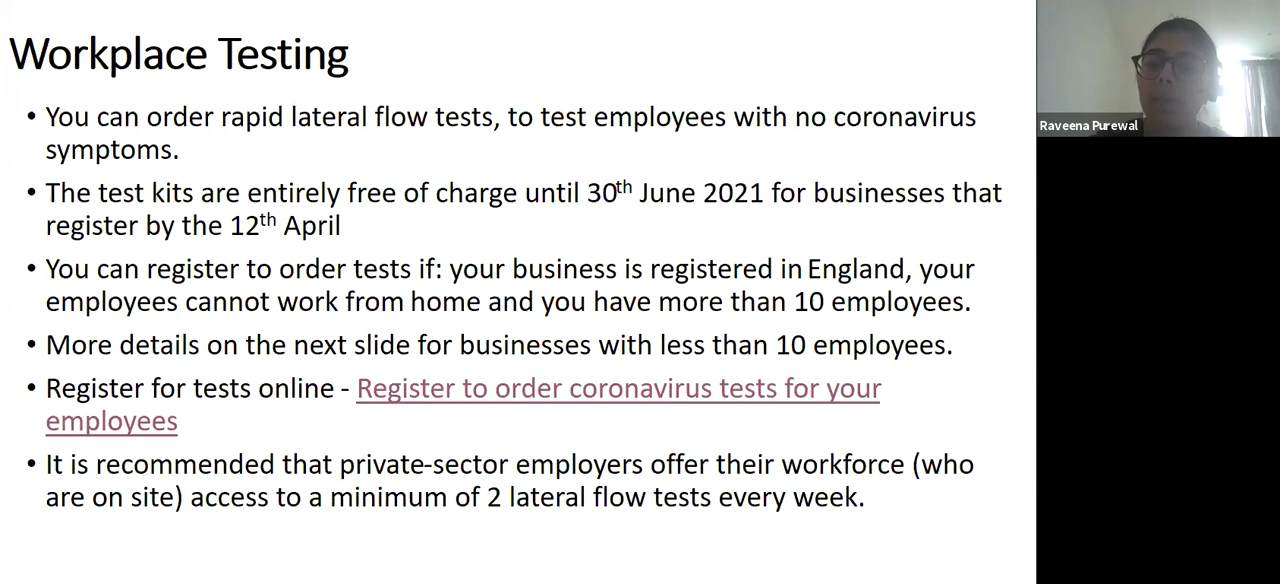 Workplace Testing
• You can order rapid lateral flow tests, to test employees with no coronavirus
symptoms.
• The test kits are entirely free of charge until 30th June 2021 for businesses that
register by the 12th April
• You can register to order tests if: your business is registered in England, your
employees cannot work from home and you have more than 10 employees.
• More details on the next slide for businesses with less than 10 employees.
• Register for tests online - Register to order coronavirus tests for your
employees
• It is recommended that private-sector employers offer their workforce (who
are on site) access to a minimum of 2 lateral flow tests every week.
Raveena Purewal